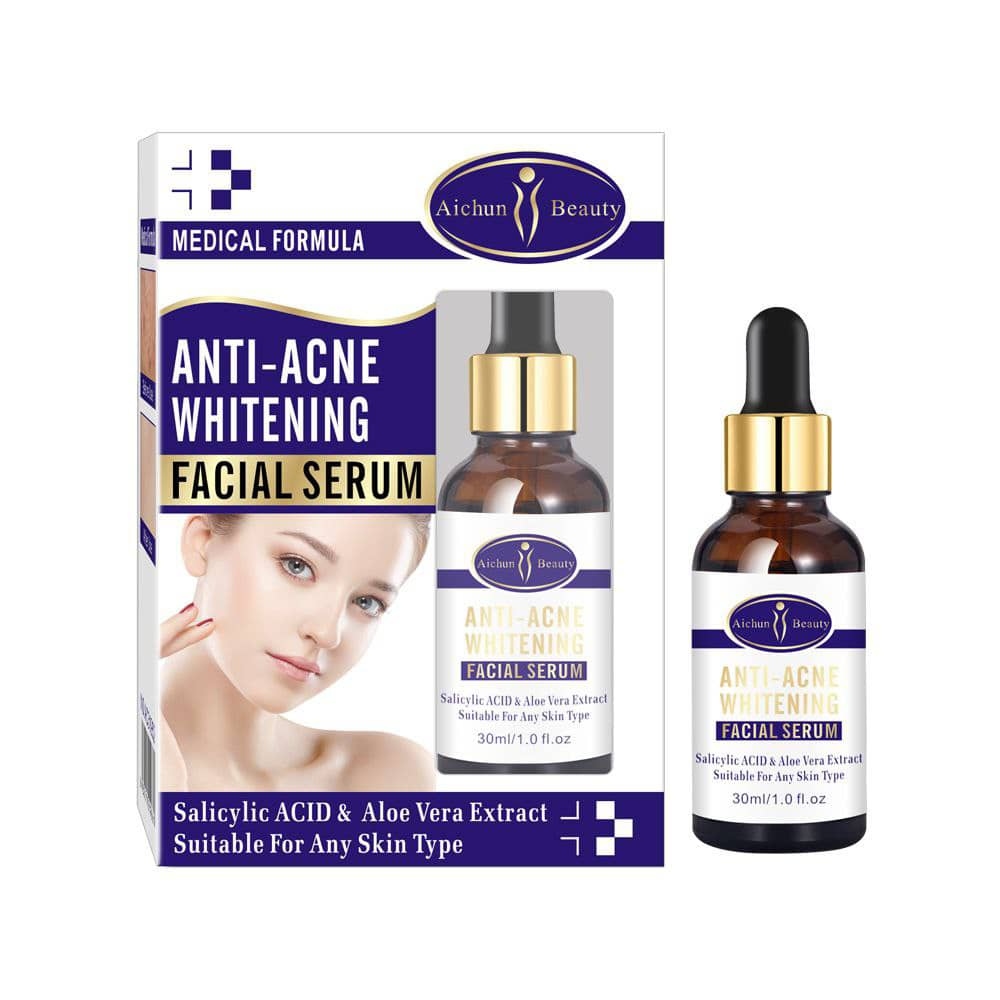 Aichun Beauty
MEDICAL FORMULA
ANTI-ACNE
WHITENING
FACIAL SERUM
Aichun Beauty
ANTI-ACNE
WHITENING
FACIAL SERUM
Salicylic ACID & Aloe Vera Extract
Suitable For Any Skin Type
30ml/1.0 fl.oz
Salicylic ACID & Aloe Vera Extract
Suitable For Any Skin Type
Aichun Beauty
ANTI-ACNE
WHITENING
FACIAL SERUM
Salicylic ACID & Aloe Vera Extract
Suitable For Any Skin Type
30ml/1.0 fl.oz